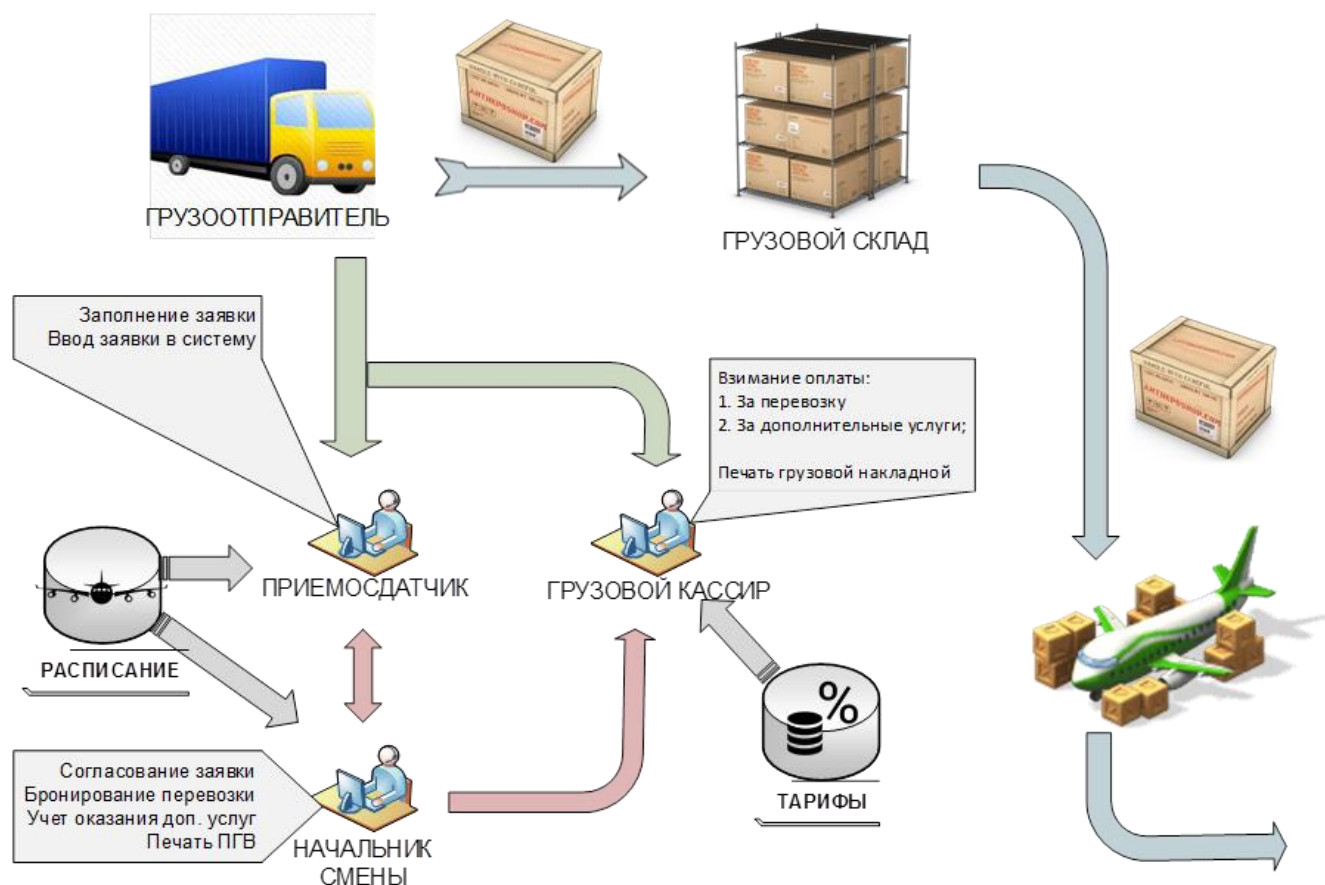 ГРУЗООТПРАВИТЕЛЬ
ГРУЗОВОЙ СКЛАД
Заполнение заявки
Ввод заявки в систему
Взимание оплаты:
1. За перевозку
2. За дополнительные услуги;
Печать грузовой накладной
ПРИЕМОСДАТЧИК
ГРУЗОВОЙ КАССИР
РАСПИСАНИЕ
%
ТАРИФЫ
Согласование заявки
Бронирование перевозки
Учет оказания доп. услуг
Печать ПГВ
НАЧАЛЬНИК
СМЕНЫ